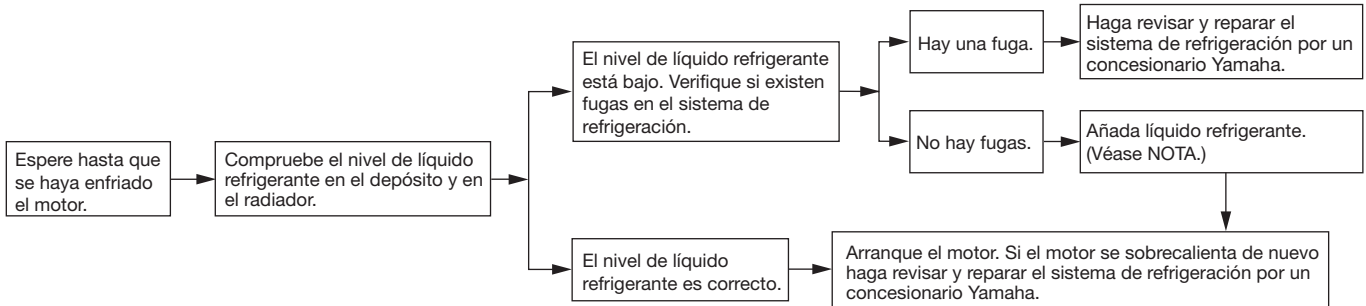 Espere hasta que
se haya enfriado
el motor.
Compruebe el nivel de líquido
refrigerante en el depósito y en
el radiador.
El nivel de líquido refrigerante
está bajo. Verifique si existen
fugas en el sistema de
refrigeración.
Hay una fuga.
Haga revisar y reparar el
sistema de refrigeración por un
concesionario Yamaha.
No hay fugas.
Añada líquido refrigerante.
(Véase NOTA.)
El nivel de líquido
refrigerante es correcto.
Arranque el motor. Si el motor se sobrecalienta de nuevo
haga revisar y reparar el sistema de refrigeración por un
concesionario Yamaha.